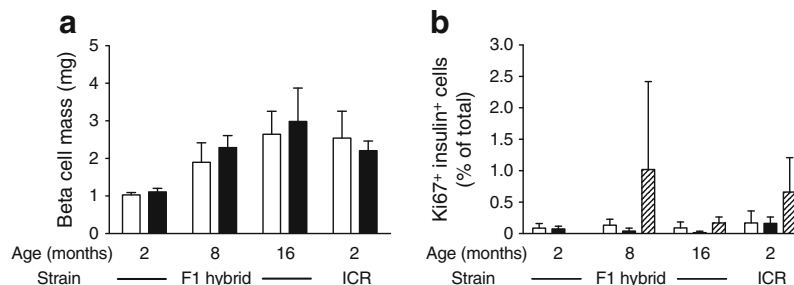 a
Beta cell mass (mg)
5
4
3
2
1
0
Age (months) 2 8 16 2
Strain F1 hybrid ICR
b
Ki67⁺ insulin⁺ cells
(% of total)
3.0
2.5
2.0
1.5
1.0
0.5
0
Age (months) 2 8 16 2
Strain F1 hybrid ICR